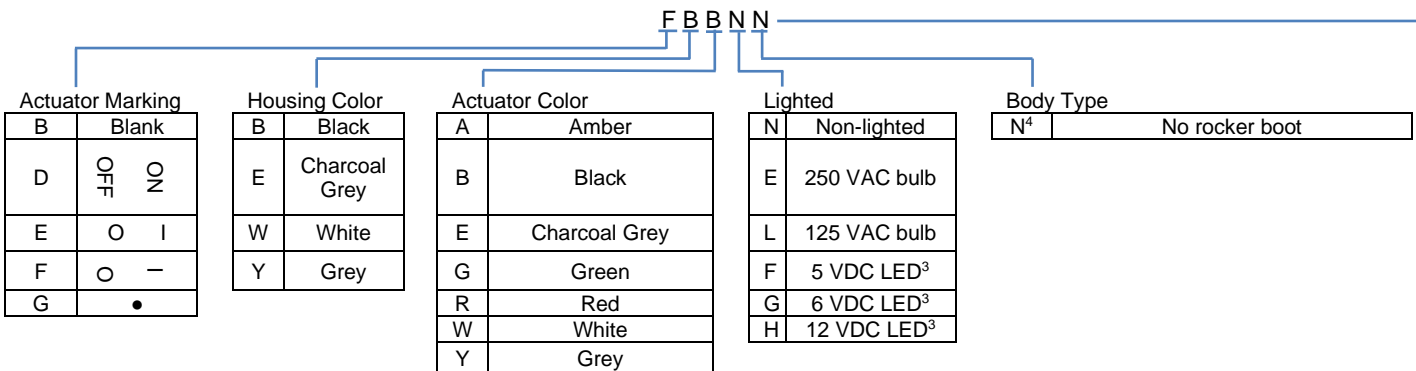 F B B N N
Actuator Marking Housing Color Actuator Color Lighted Body Type
B Blank B Black A Amber N Non-lighted N⁴ No rocker boot
D OFF ON E Charcoal Grey B Black E 250 VAC bulb
E O I W White E Charcoal Grey L 125 VAC bulb
F O — Y Grey G Green F 5 VDC LED³
G ● R Red G 6 VDC LED³
W White H 12 VDC LED³
Y Grey